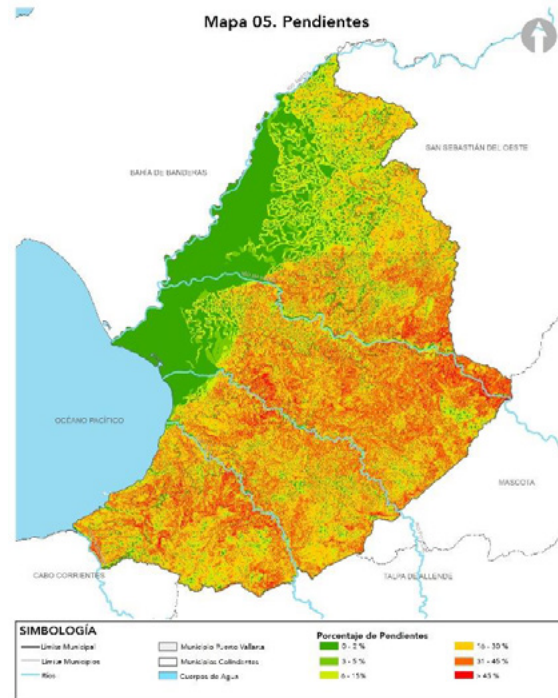 Mapa 05. Pendientes
SAN SEBASTIÁN DEL OESTE
BAHÍA DE BANDERAS
OCÉANO PACÍFICO
MASCOTA
CABO CORRIENTES
TALPA DE ALLENDE
SIMBOLOGÍA
Límite Municipal
Límite Municipios
Ríos
Municipio Puerto Vallarta
Municipios Colindantes
Cuerpos de Agua
Porcentaje de Pendientes
0 - 2 %
3 - 5 %
6 - 15%
16 - 30 %
31 - 45 %
> 45 %